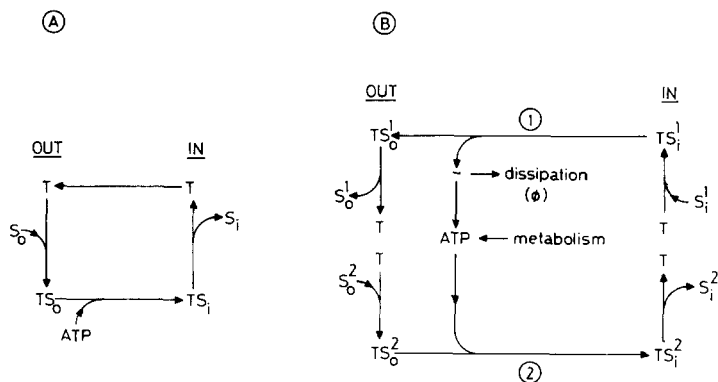 A
OUT
IN
T
T
S_o
S_i
TS_o
TS_i
ATP
B
OUT
IN
TS_o^1
1
TS_i^1
~ dissipation
(ϕ)
S_o^1
S_i^1
T
T
ATP
metabolism
T
T
S_o^2
S_i^2
TS_o^2
2
TS_i^2